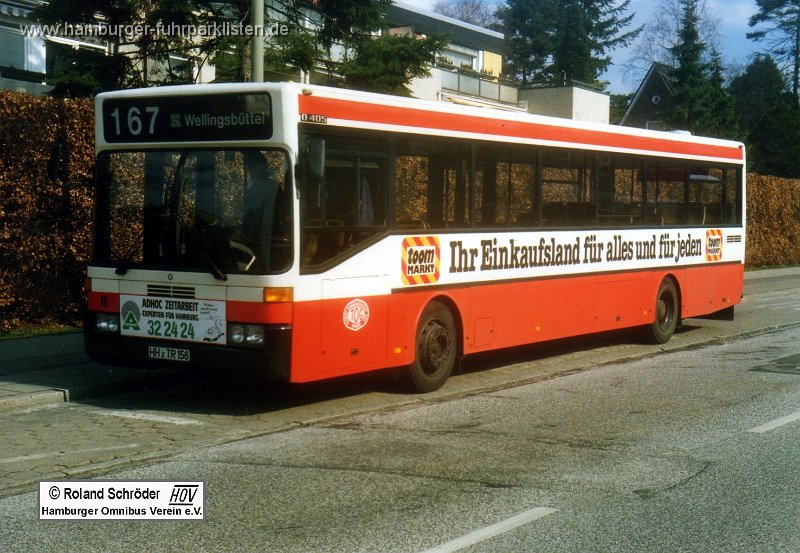 www.hamburger-fuhrparklisten.de
167 S Wellingsbüttel
O 405
toom
MARKT
Ihr Einkaufsland für alles und für jeden
toom
MARKT
ADHOC ZEITARBEIT
EXPERTEN FÜR HAMBURG
32 24 24
HH TR 156
© Roland Schröder HOV
Hamburger Omnibus Verein e.V.